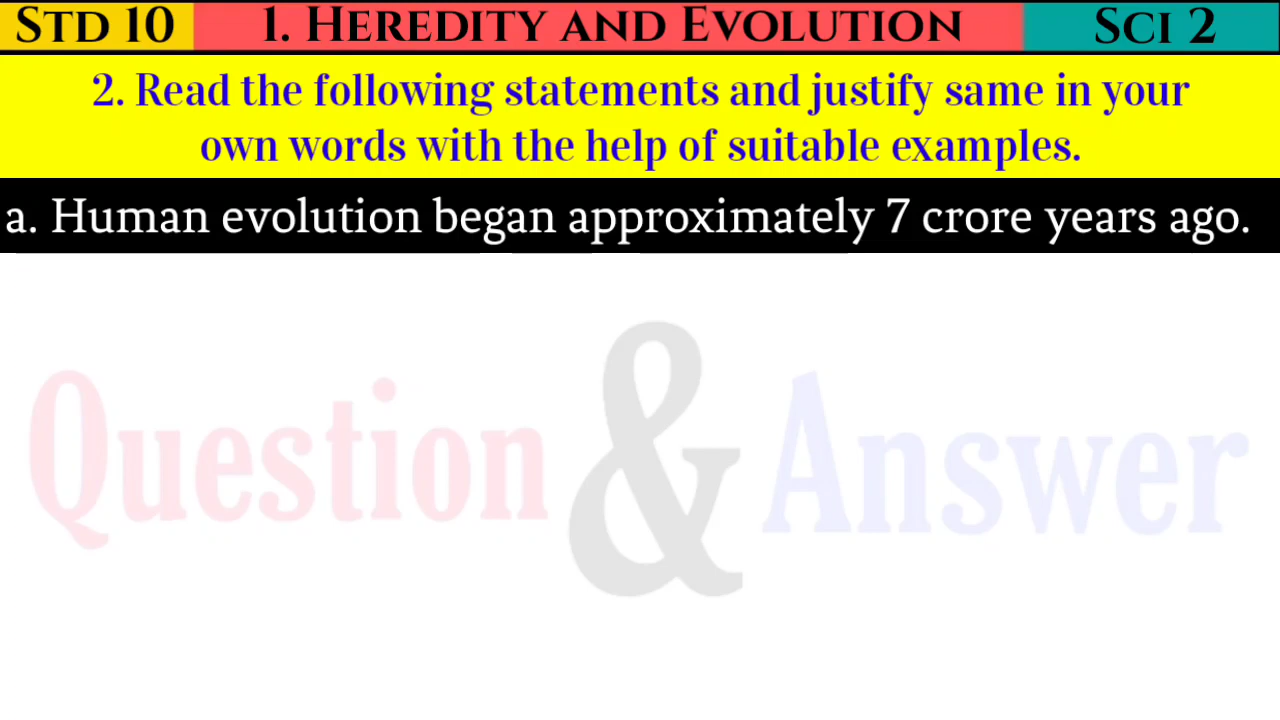 STD 10 1. HEREDITY AND EVOLUTION SCI 2
2. Read the following statements and justify same in your
own words with the help of suitable examples.
a. Human evolution began approximately 7 crore years ago.
Question & Answer